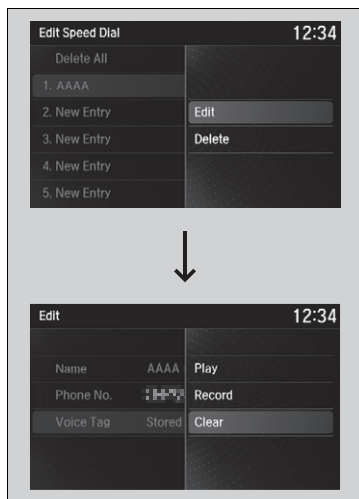 Edit Speed Dial 12:34
Delete All
1. AAAA
2. New Entry Edit
3. New Entry Delete
4. New Entry
5. New Entry
Edit 12:34
Name AAAA Play
Phone No. Record
Voice Tag Stored Clear